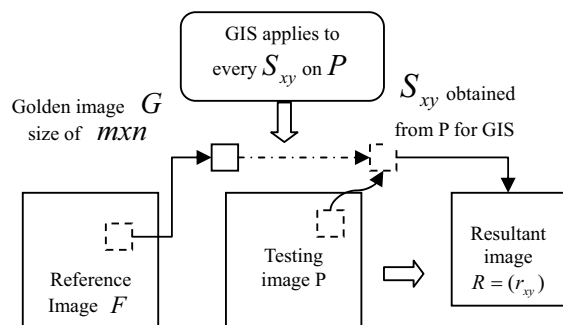 GIS applies to
every S_xy on P
Golden image G
size of mxn
S_xy obtained
from P for GIS
Reference
Image F
Testing
image P
Resultant
image
R = (r_xy)